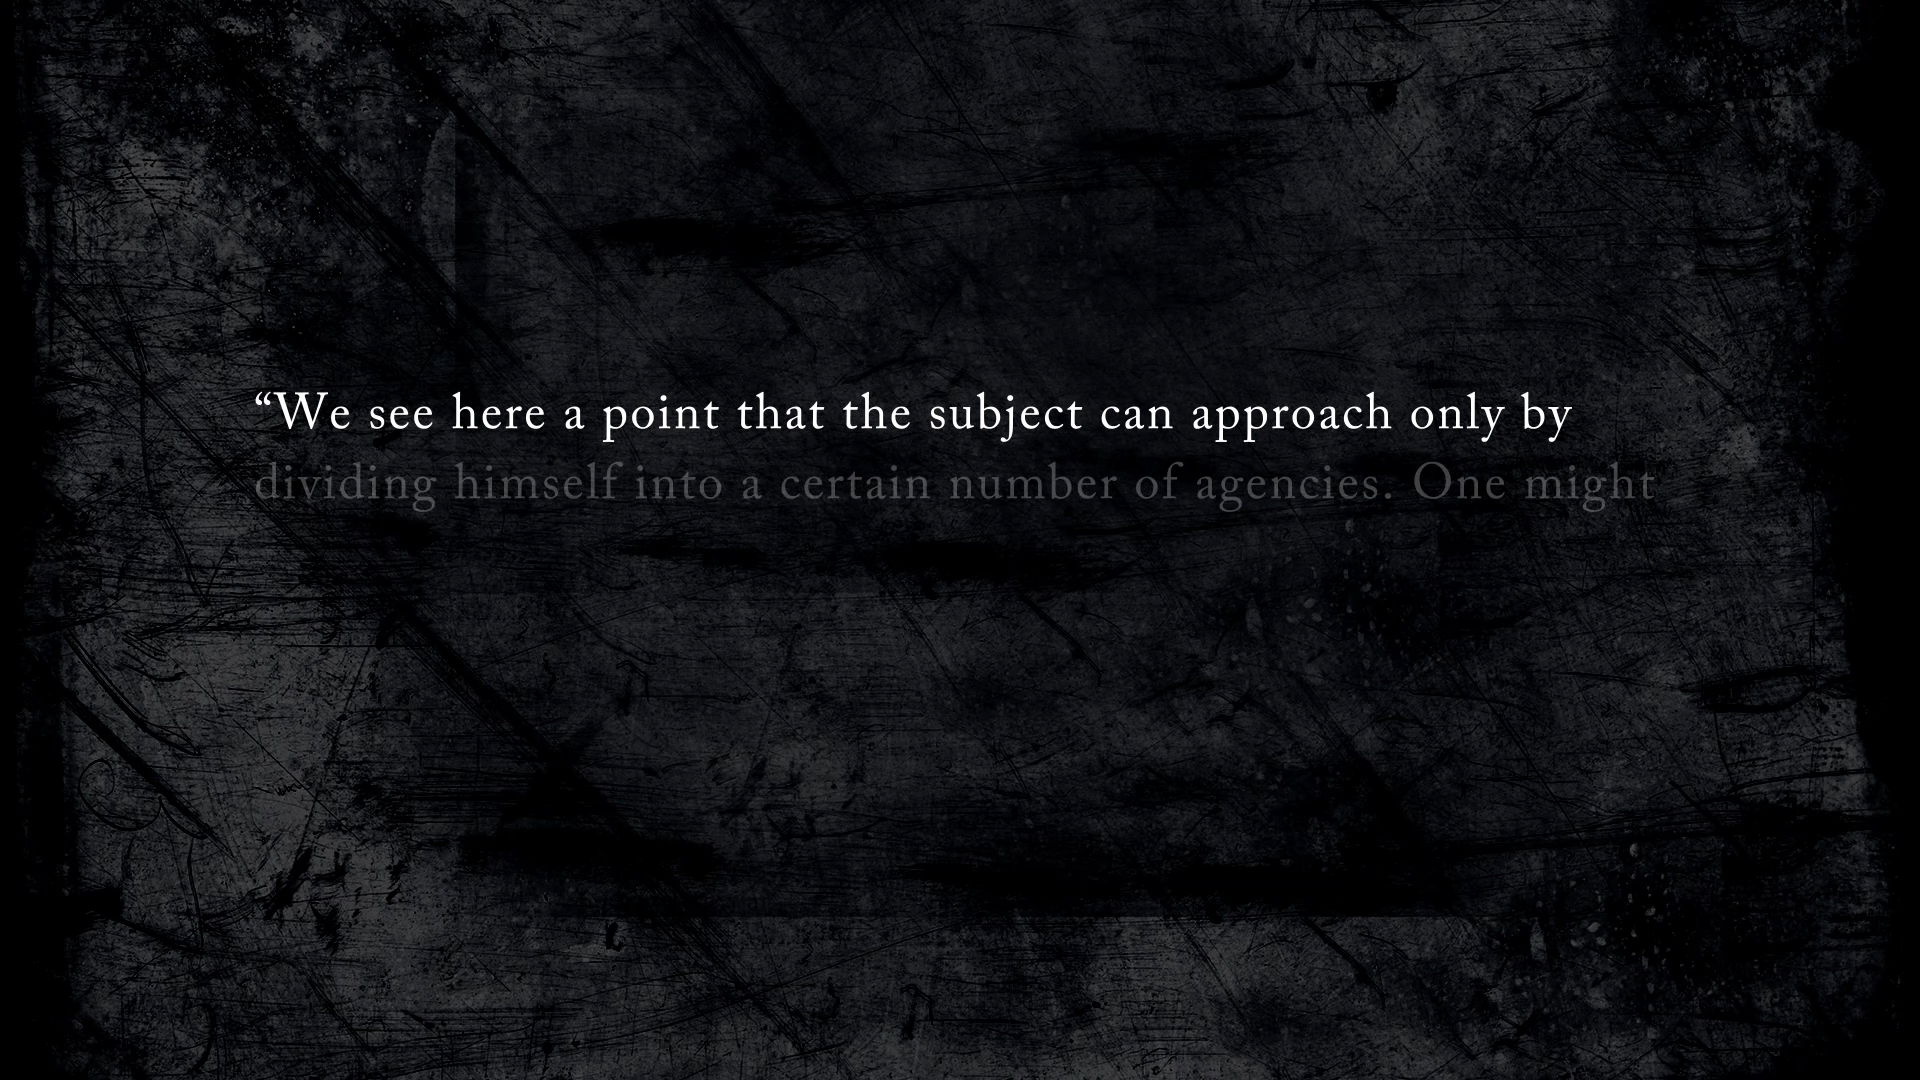 “We see here a point that the subject can approach only by
dividing himself into a certain number of agencies. One might